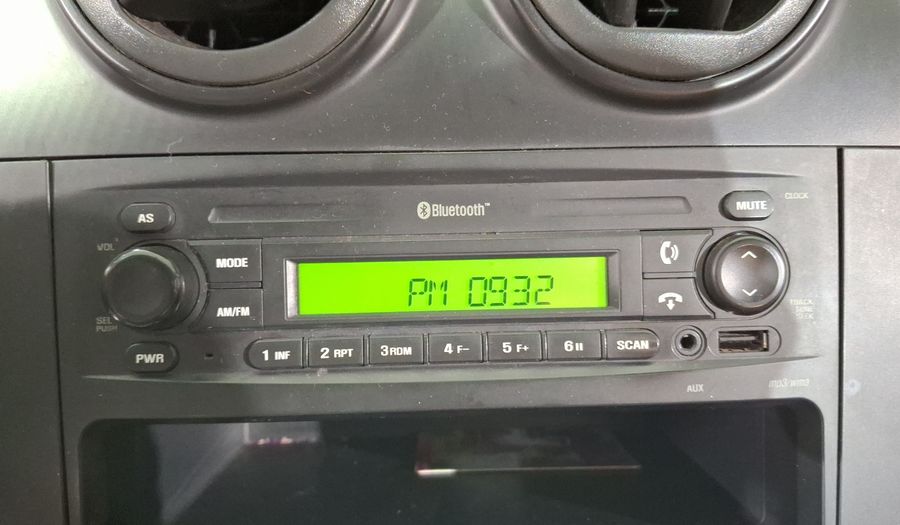 Bluetooth™
AS
MUTE
CLOCK
VOL
MODE
PM 0932
AM/FM
SEL
PUSH
TRACK
PWR
1 INF
2 RPT
3 RDM
4 F-
5 F+
6 II
SCAN
AUX
mp3/wma